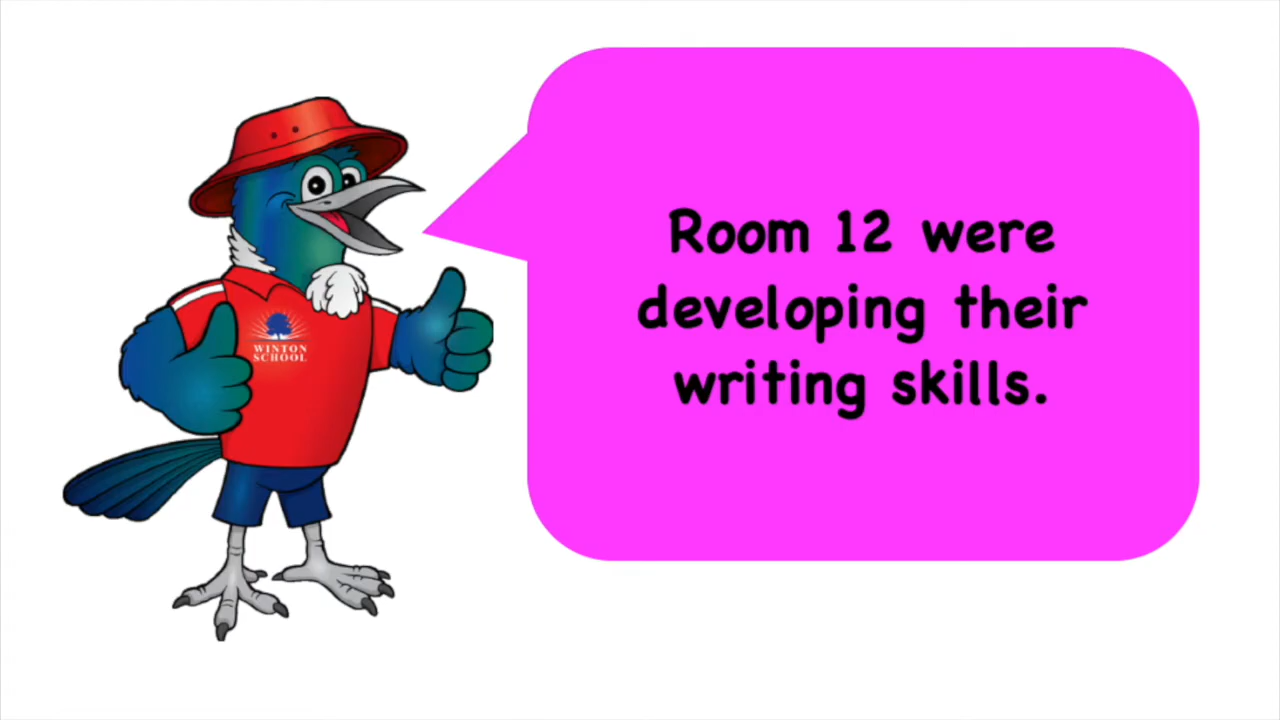 WINTON
SCHOOL
Room 12 were
developing their
writing skills.